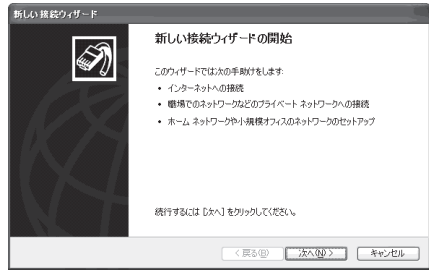 新しい接続ウィザード
新しい接続ウィザードの開始
このウィザードでは次の手助けをします:
• インターネットへの接続
• 職場でのネットワークなどのプライベート ネットワークへの接続
• ホーム ネットワークや小規模オフィスのネットワークのセットアップ
続行するには [次へ] をクリックしてください。
< 戻る(B) 次へ(N) > キャンセル